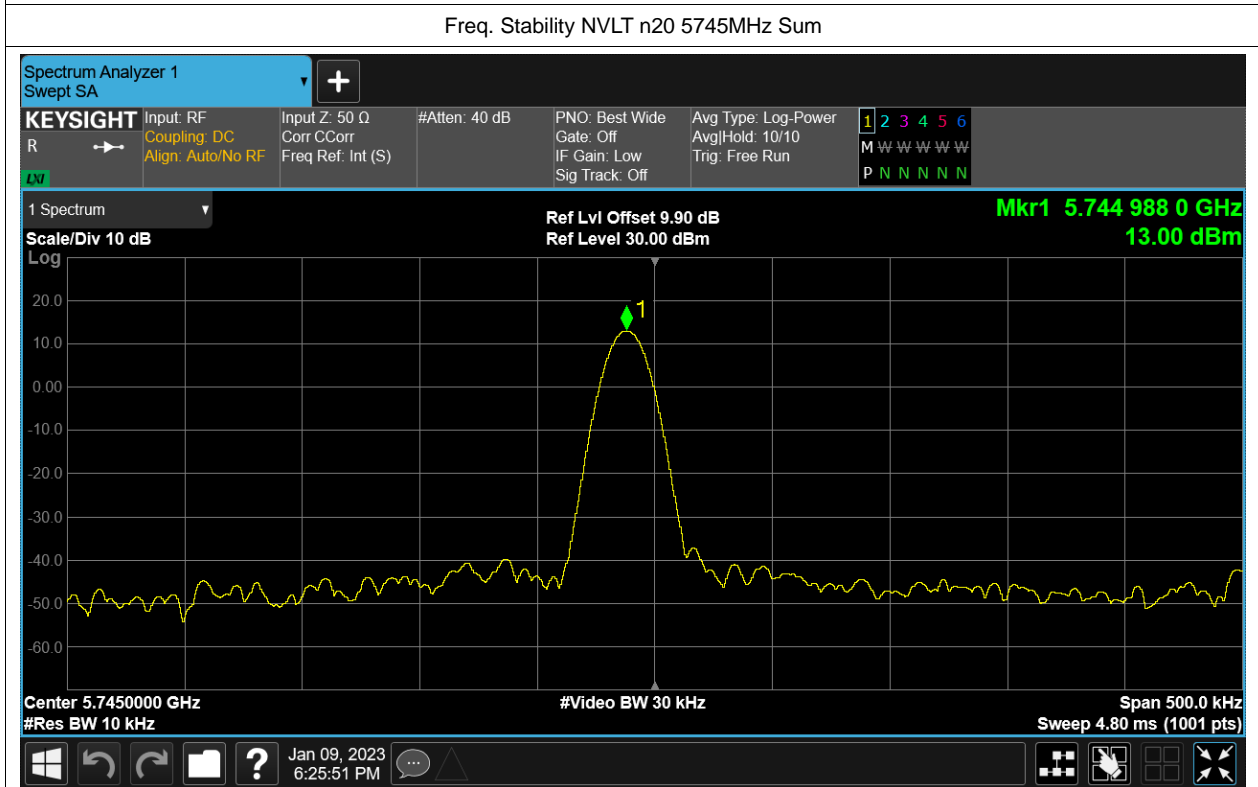 Freq. Stability NVLT n20 5745MHz Sum
Spectrum Analyzer 1
Swept SA
+
KEYSIGHT
R
LXI
Input: RF
Coupling: DC
Align: Auto/No RF
Input Z: 50 Ω
Corr CCorr
Freq Ref: Int (S)
#Atten: 40 dB
PNO: Best Wide
Gate: Off
IF Gain: Low
Sig Track: Off
Avg Type: Log-Power
Avg|Hold: 10/10
Trig: Free Run
1 2 3 4 5 6
M W W W W W
P N N N N N
1 Spectrum
Scale/Div 10 dB
Ref Lvl Offset 9.90 dB
Ref Level 30.00 dBm
Mkr1 5.744 988 0 GHz
13.00 dBm
Log
20.0
10.0
0.00
-10.0
-20.0
-30.0
-40.0
-50.0
-60.0
1
Center 5.7450000 GHz
#Res BW 10 kHz
#Video BW 30 kHz
Span 500.0 kHz
Sweep 4.80 ms (1001 pts)
?
Jan 09, 2023
6:25:51 PM